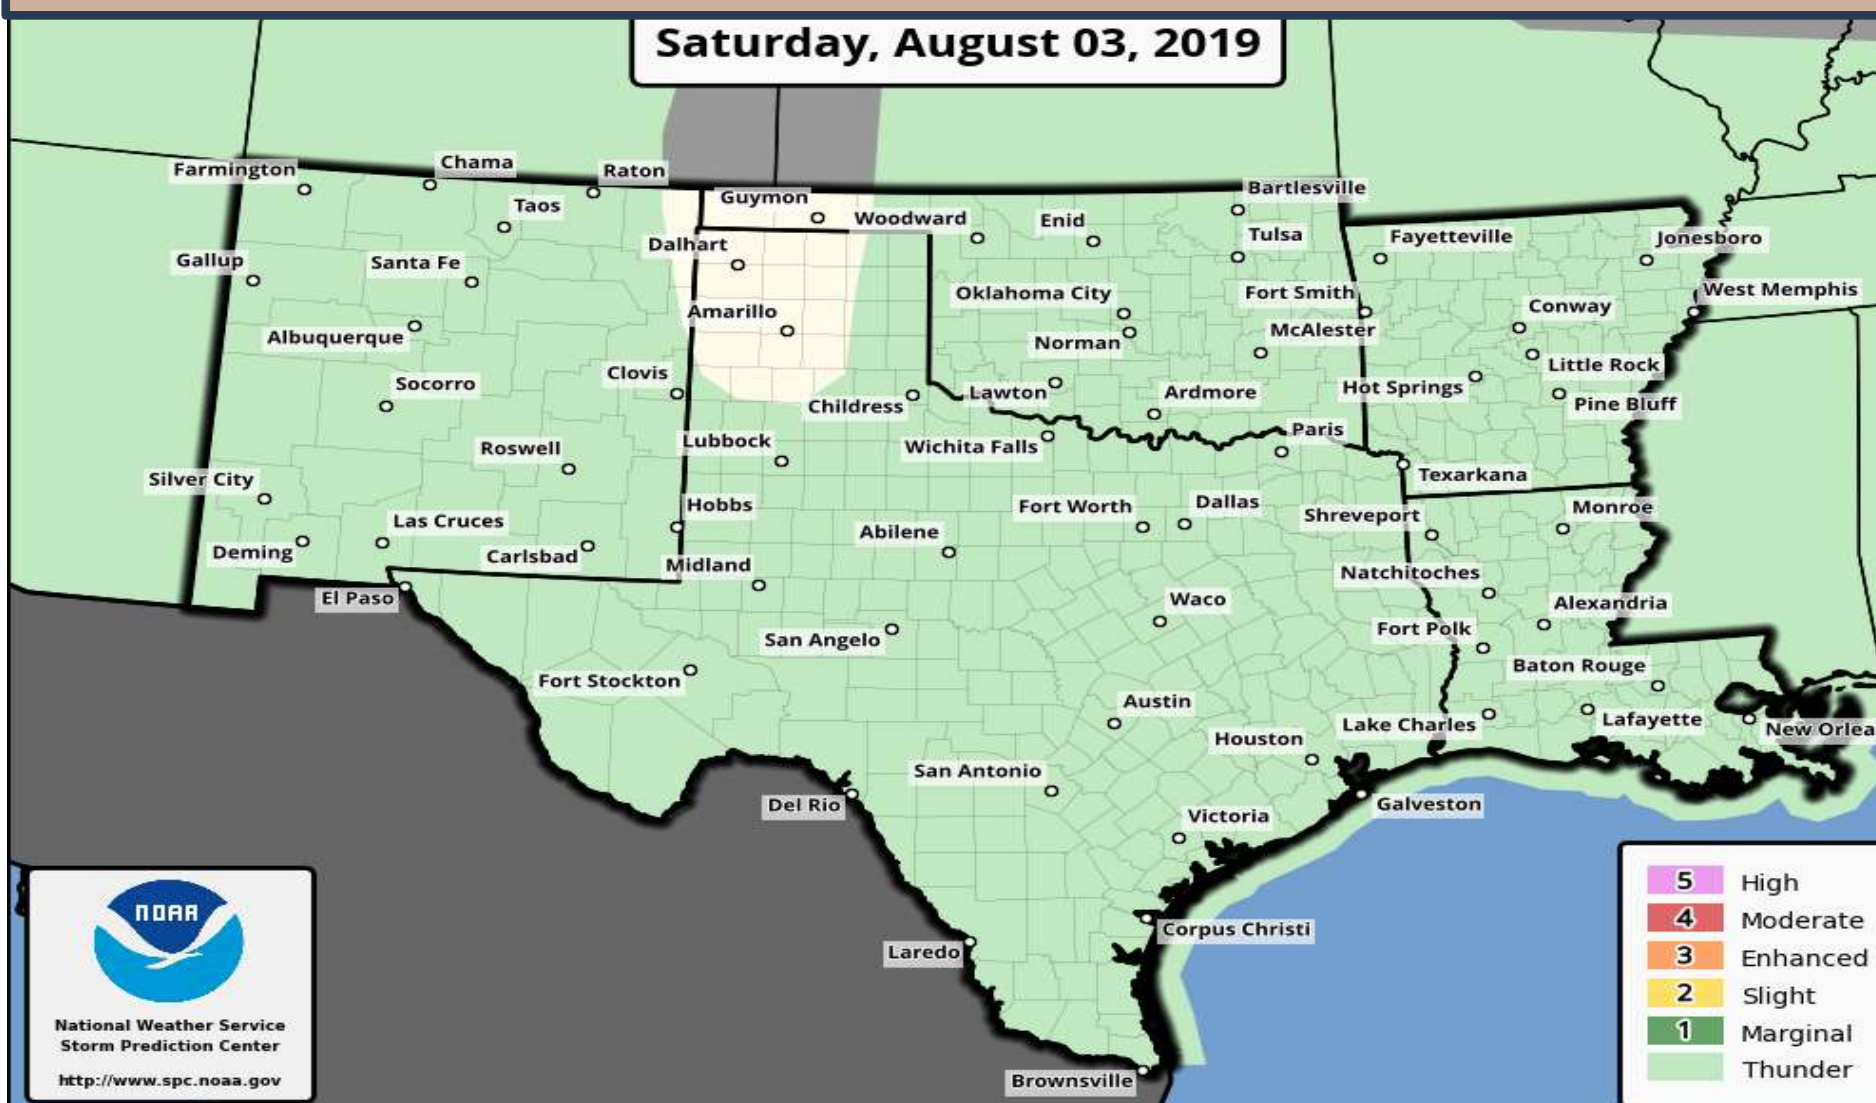 Saturday, August 03, 2019
Farmington
Chama
Raton
Taos
Guymon
Woodward
Enid
Bartlesville
Tulsa
Fayetteville
Jonesboro
Gallup
Santa Fe
Dalhart
Amarillo
Oklahoma City
Fort Smith
Conway
West Memphis
Albuquerque
Norman
McAlester
Little Rock
Socorro
Clovis
Childress
Lawton
Ardmore
Hot Springs
Pine Bluff
Roswell
Lubbock
Wichita Falls
Paris
Texarkana
Silver City
Las Cruces
Hobbs
Abilene
Fort Worth
Dallas
Shreveport
Monroe
Deming
Carlsbad
Midland
Natchitoches
El Paso
San Angelo
Waco
Fort Polk
Alexandria
Fort Stockton
Baton Rouge
Austin
Houston
Lake Charles
Lafayette
New Orlea
San Antonio
Del Rio
Victoria
Galveston
Corpus Christi
Laredo
Brownsville
NOAA
National Weather Service
Storm Prediction Center
http://www.spc.noaa.gov
5 High
4 Moderate
3 Enhanced
2 Slight
1 Marginal
Thunder